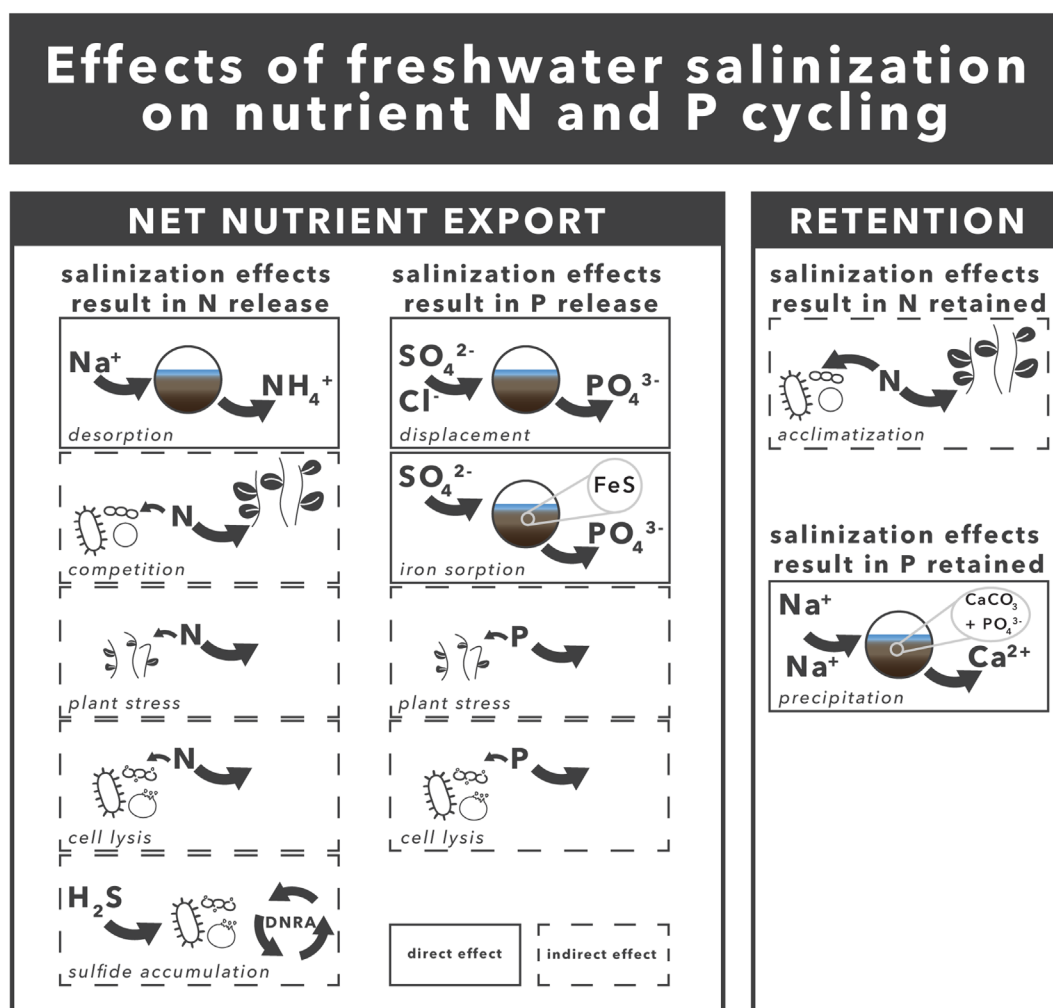 Effects of freshwater salinization
on nutrient N and P cycling
NET NUTRIENT EXPORT
salinization effects
result in N release
Na⁺
NH₄⁺
desorption
N
competition
N
plant stress
N
cell lysis
H₂S
DNRA
sulfide accumulation
salinization effects
result in P release
SO₄²⁻
Cl⁻
PO₄³⁻
displacement
SO₄²⁻
FeS
PO₄³⁻
iron sorption
P
plant stress
P
cell lysis
direct effect
indirect effect
RETENTION
salinization effects
result in N retained
N
acclimatization
salinization effects
result in P retained
Na⁺
Na⁺
CaCO₃
+ PO₄³⁻
Ca²⁺
precipitation